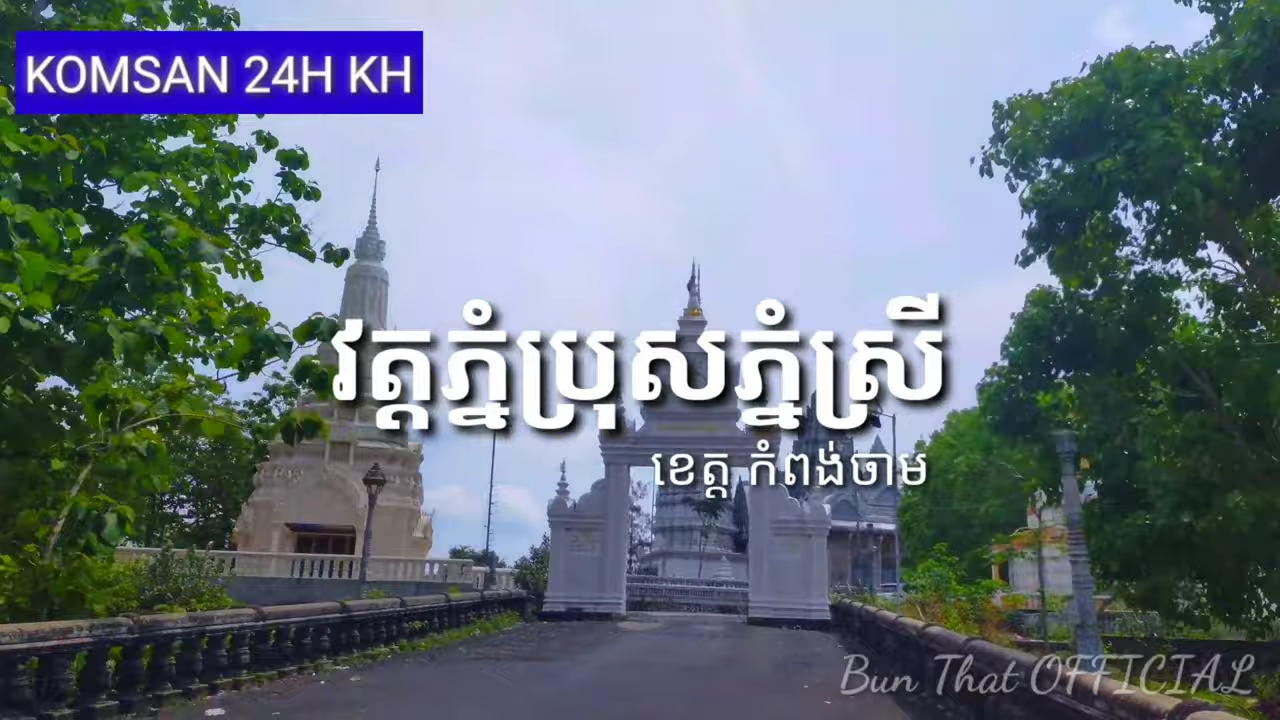 KOMSAN 24H KH
វត្តភ្នំប្រុសភ្នំស្រី
ខេត្ត កំពង់ចាម
Bun That OFFICIAL